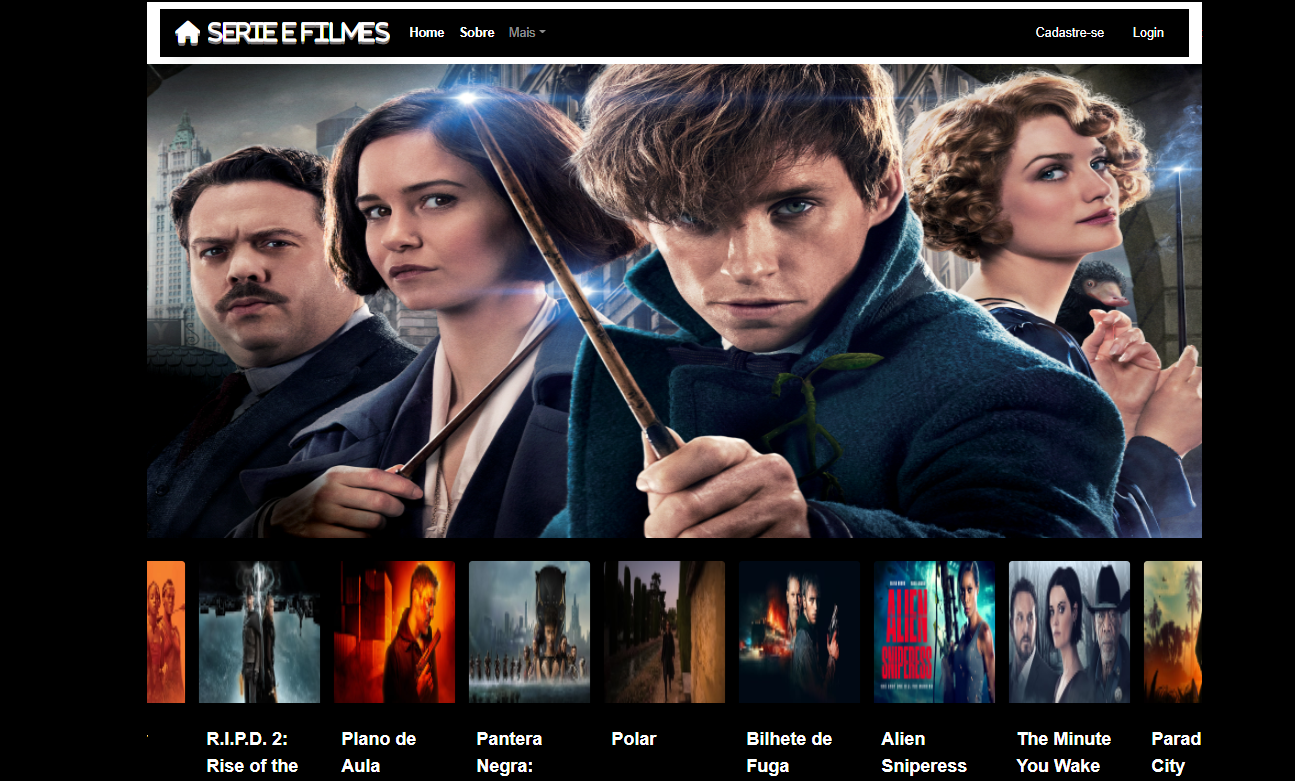 SERIE E FILMES Home Sobre Mais Cadastre-se Login
ALIEN
SNIPERESS
R.I.P.D. 2: Plano de Pantera Polar Bilhete de Alien The Minute Parad
Rise of the Aula Negra: Fuga Sniperess You Wake City